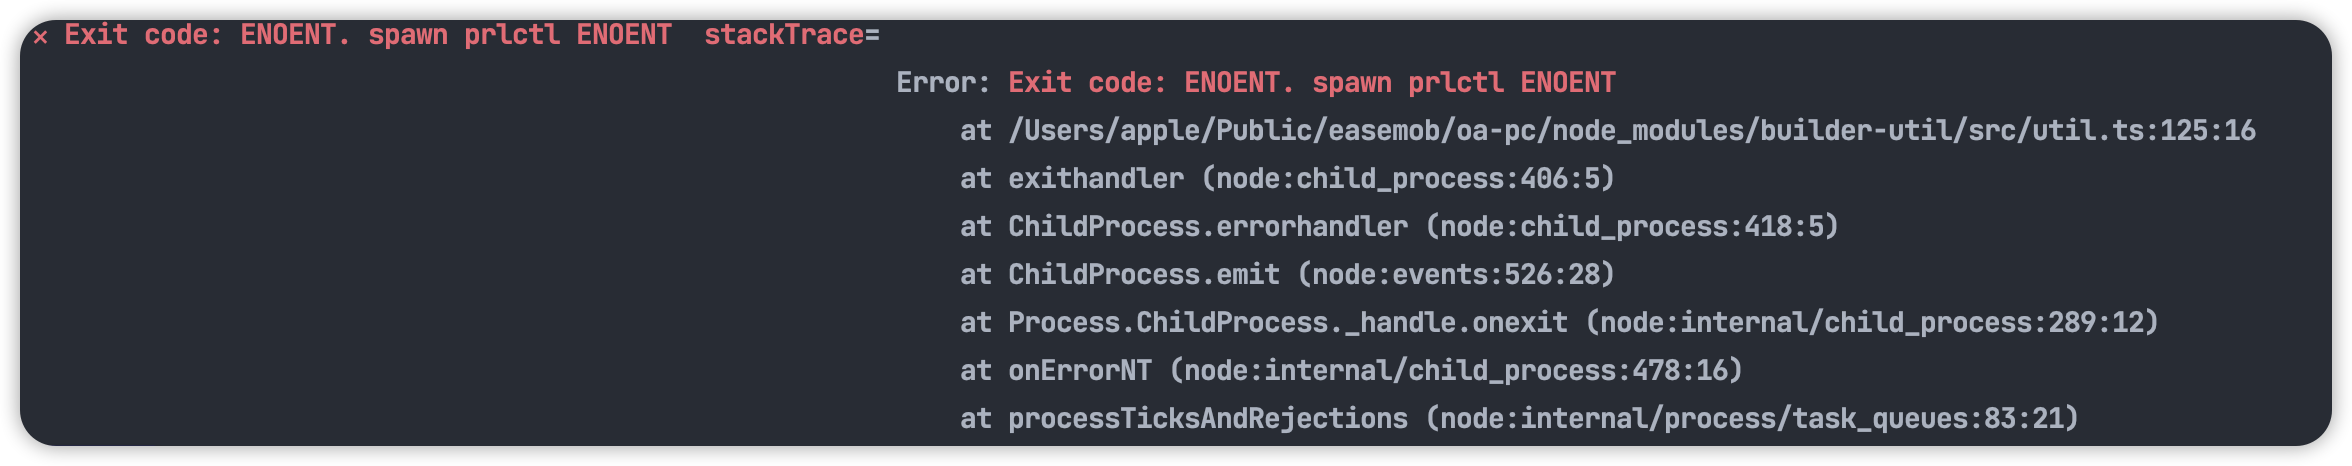 × Exit code: ENOENT. spawn prlctl ENOENT  stackTrace=
Error: Exit code: ENOENT. spawn prlctl ENOENT
at /Users/apple/Public/easemob/oa-pc/node_modules/builder-util/src/util.ts:125:16
at exithandler (node:child_process:406:5)
at ChildProcess.errorhandler (node:child_process:418:5)
at ChildProcess.emit (node:events:526:28)
at Process.ChildProcess._handle.onexit (node:internal/child_process:289:12)
at onErrorNT (node:internal/child_process:478:16)
at processTicksAndRejections (node:internal/process/task_queues:83:21)